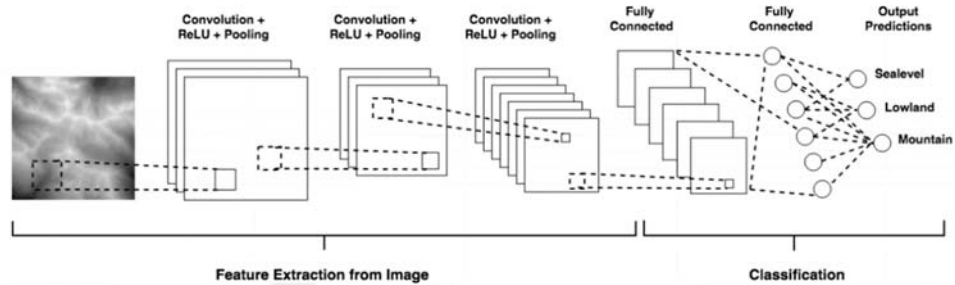 Convolution +
ReLU + Pooling
Convolution +
ReLU + Pooling
Convolution +
ReLU + Pooling
Fully
Connected
Fully
Connected
Output
Predictions
Sealevel
Lowland
Mountain
Feature Extraction from Image
Classification